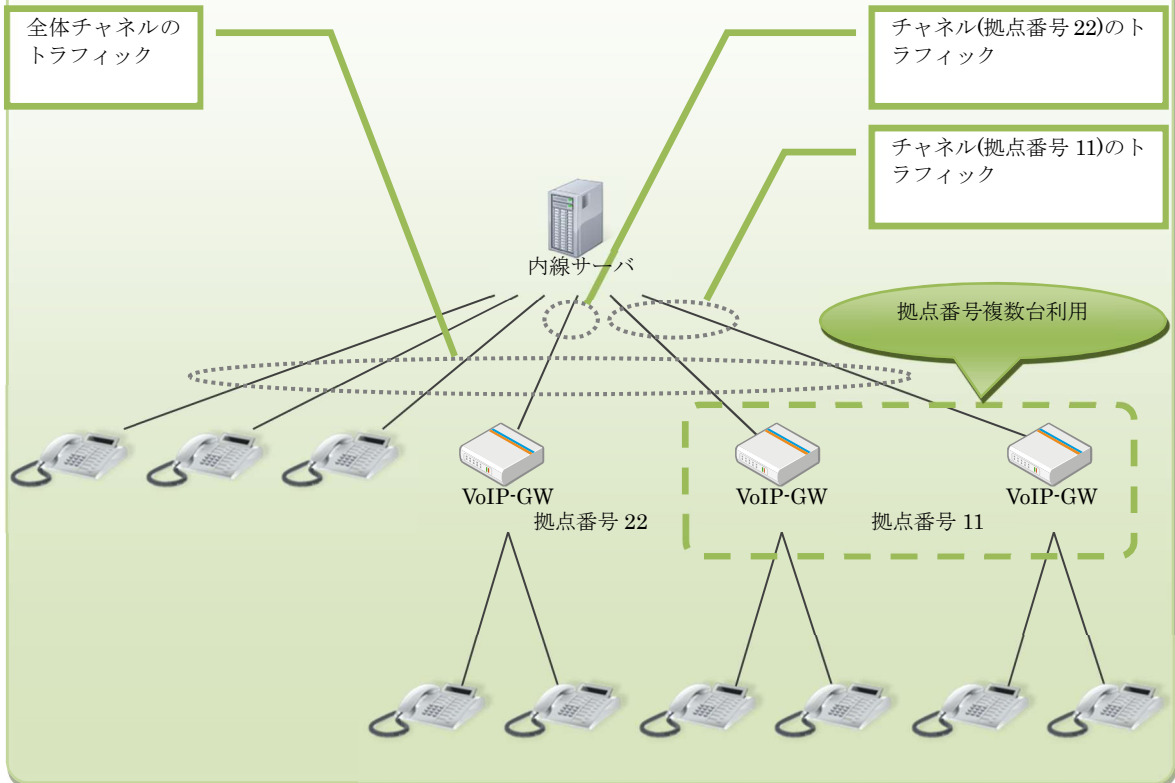 全体チャネルの
トラフィック
チャネル(拠点番号 22)のト
ラフィック
チャネル(拠点番号 11)のト
ラフィック
内線サーバ
拠点番号複数台利用
VoIP-GW
VoIP-GW
VoIP-GW
拠点番号 22
拠点番号 11